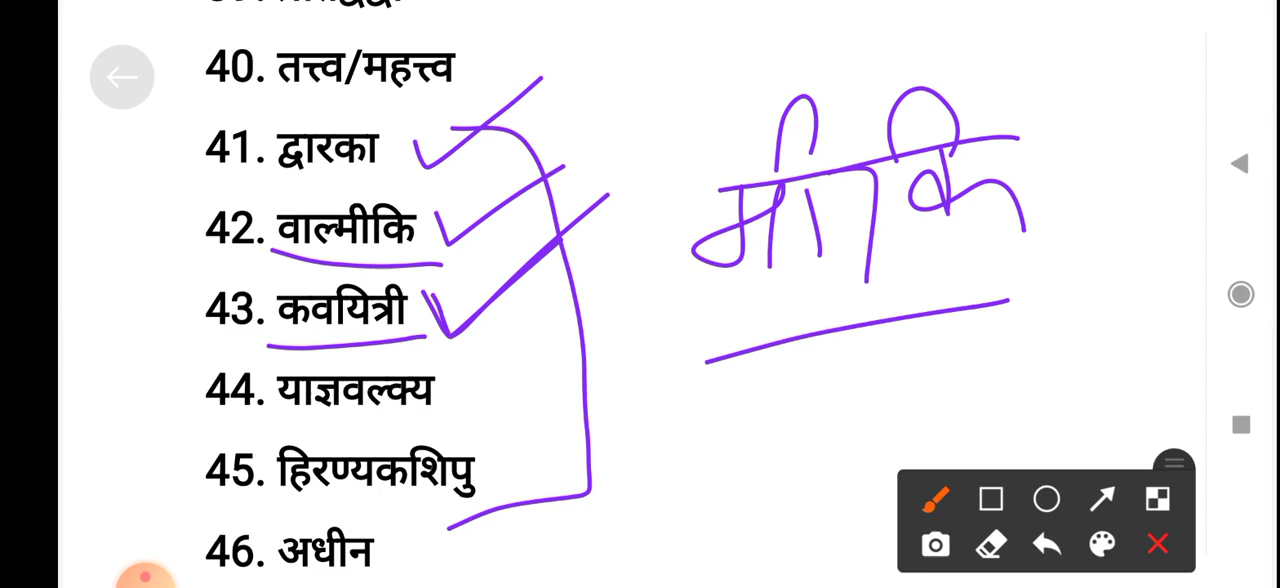 40. तत्त्व/महत्त्व
41. द्वारका
42. वाल्मीकि
43. कवयित्री
44. याज्ञवल्क्य
45. हिरण्यकशिपु
46. अधीन